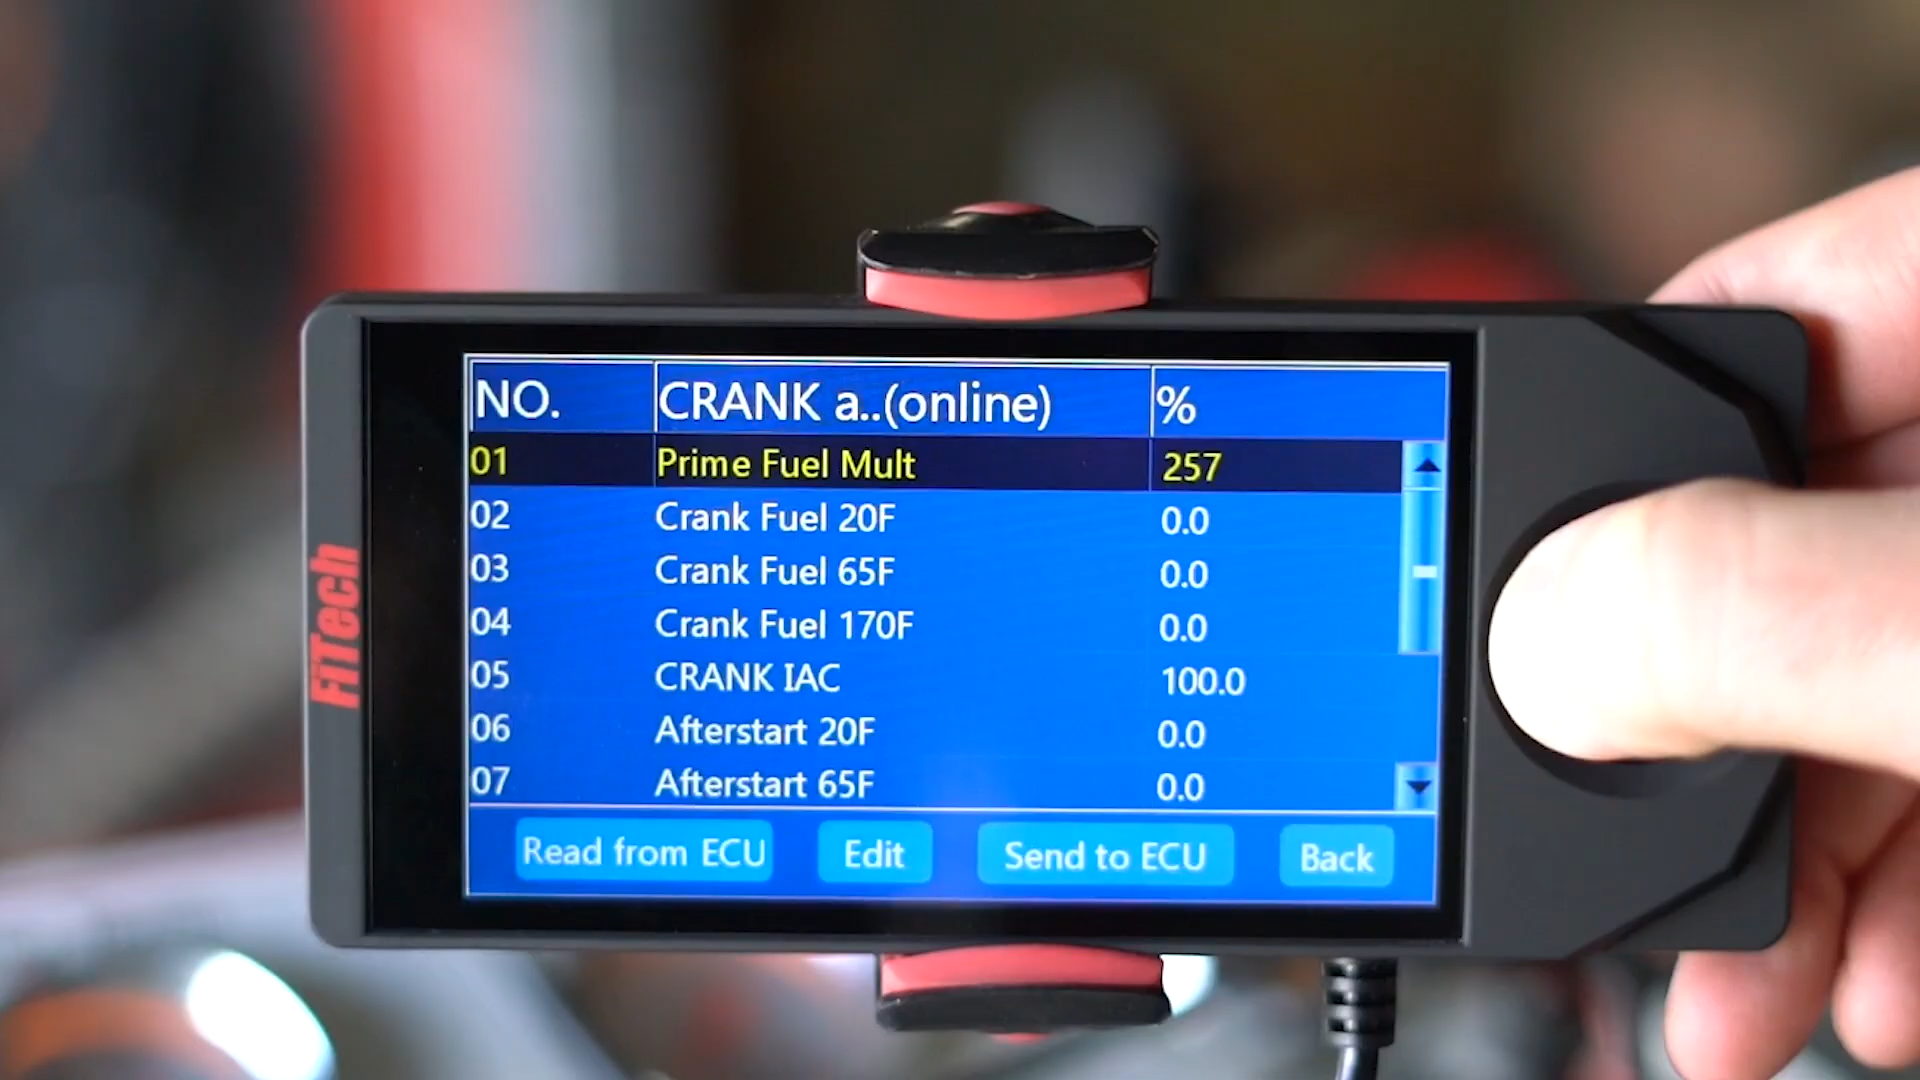 FiTech
NO. CRANK a..(online) %
01 Prime Fuel Mult 257
02 Crank Fuel 20F 0.0
03 Crank Fuel 65F 0.0
04 Crank Fuel 170F 0.0
05 CRANK IAC 100.0
06 Afterstart 20F 0.0
07 Afterstart 65F 0.0
Read from ECU Edit Send to ECU Back